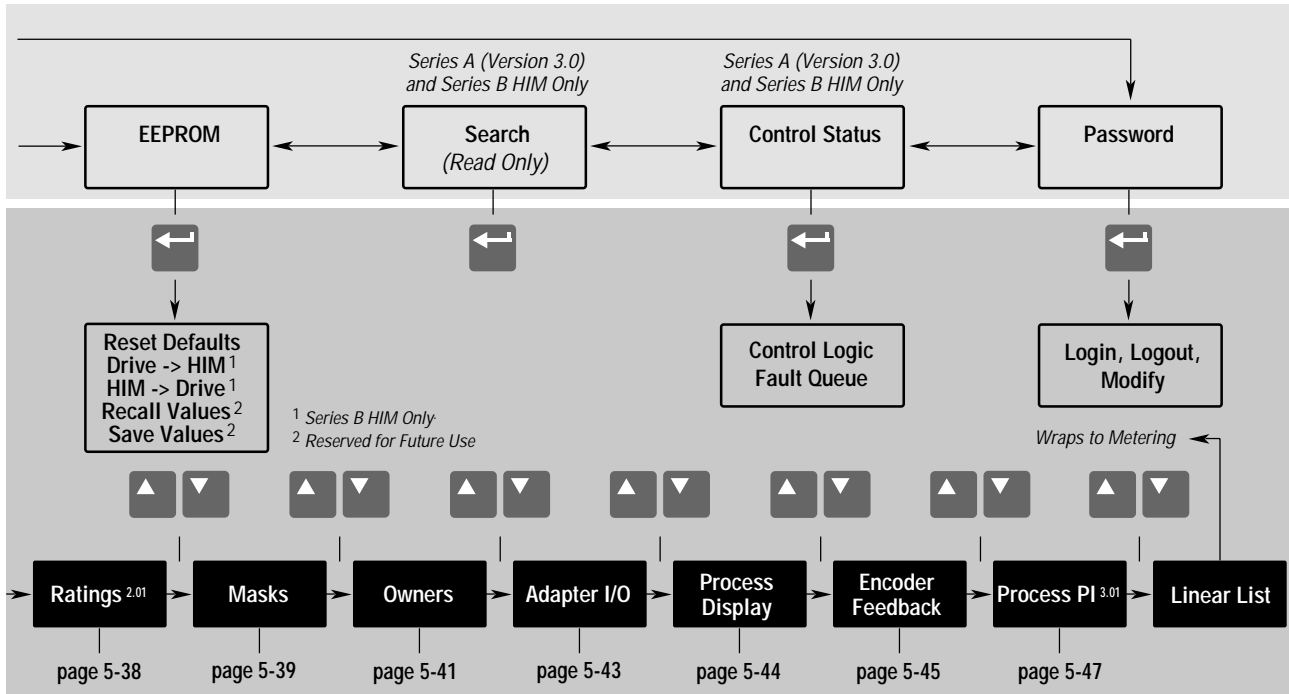 Series A (Version 3.0)
and Series B HIM Only
Series A (Version 3.0)
and Series B HIM Only
EEPROM
Search
(Read Only)
Control Status
Password
Reset Defaults
Drive -> HIM 1
HIM -> Drive 1
Recall Values 2
Save Values 2
1 Series B HIM Only
2 Reserved for Future Use
Control Logic
Fault Queue
Login, Logout,
Modify
Wraps to Metering
Ratings 2.01
Masks
Owners
Adapter I/O
Process
Display
Encoder
Feedback
Process PI 3.01
Linear List
page 5-38
page 5-39
page 5-41
page 5-43
page 5-44
page 5-45
page 5-47